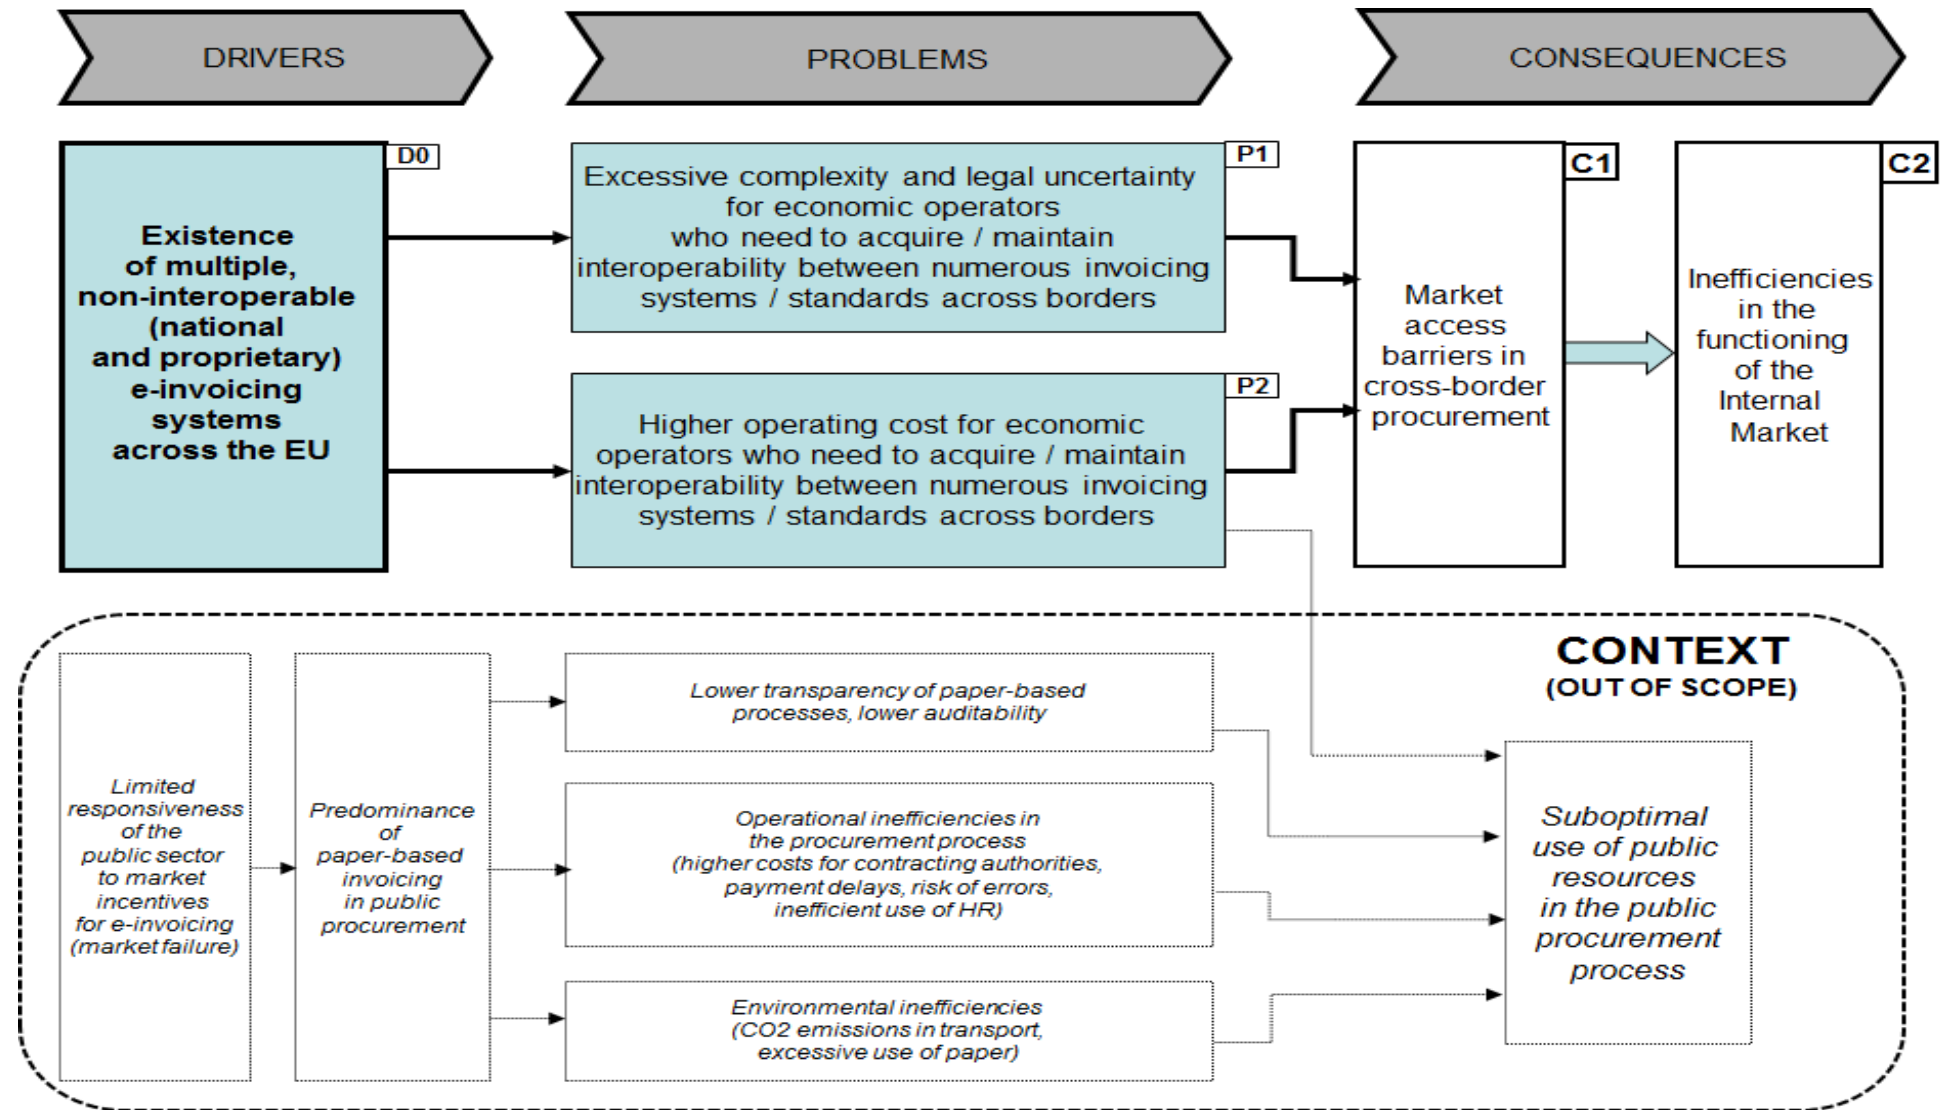 DRIVERS
PROBLEMS
CONSEQUENCES
D0
Existence
of multiple,
non-interoperable
(national
and proprietary)
e-invoicing
systems
across the EU
P1
Excessive complexity and legal uncertainty
for economic operators
who need to acquire / maintain
interoperability between numerous invoicing
systems / standards across borders
P2
Higher operating cost for economic
operators who need to acquire / maintain
interoperability between numerous invoicing
systems / standards across borders
C1
Market
access
barriers in
cross-border
procurement
C2
Inefficiencies
in the
functioning
of the
Internal
Market
CONTEXT
(OUT OF SCOPE)
Limited
responsiveness
of the
public sector
to market
incentives
for e-invoicing
(market failure)
Predominance
of
paper-based
invoicing
in public
procurement
Lower transparency of paper-based
processes, lower auditability
Operational inefficiencies in
the procurement process
(higher costs for contracting authorities,
payment delays, risk of errors,
inefficient use of HR)
Environmental inefficiencies
(CO2 emissions in transport,
excessive use of paper)
Suboptimal
use of public
resources
in the public
procurement
process